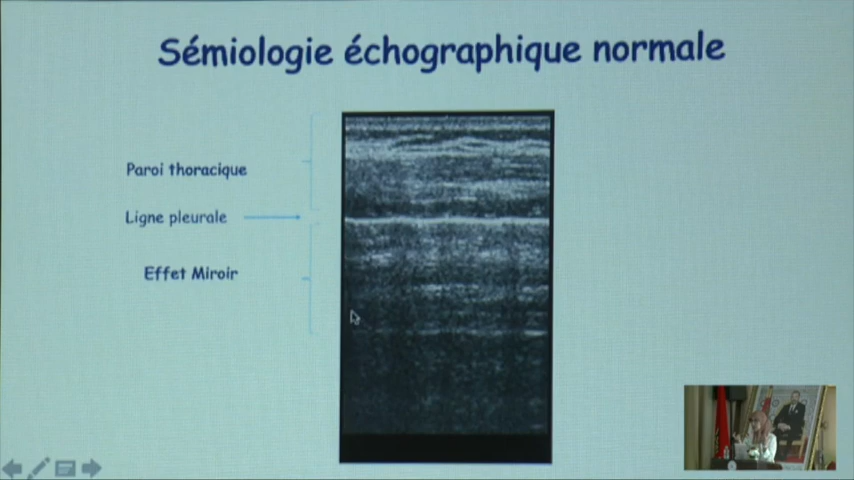 Sémiologie échographique normale
Paroi thoracique
Ligne pleurale
Effet Miroir